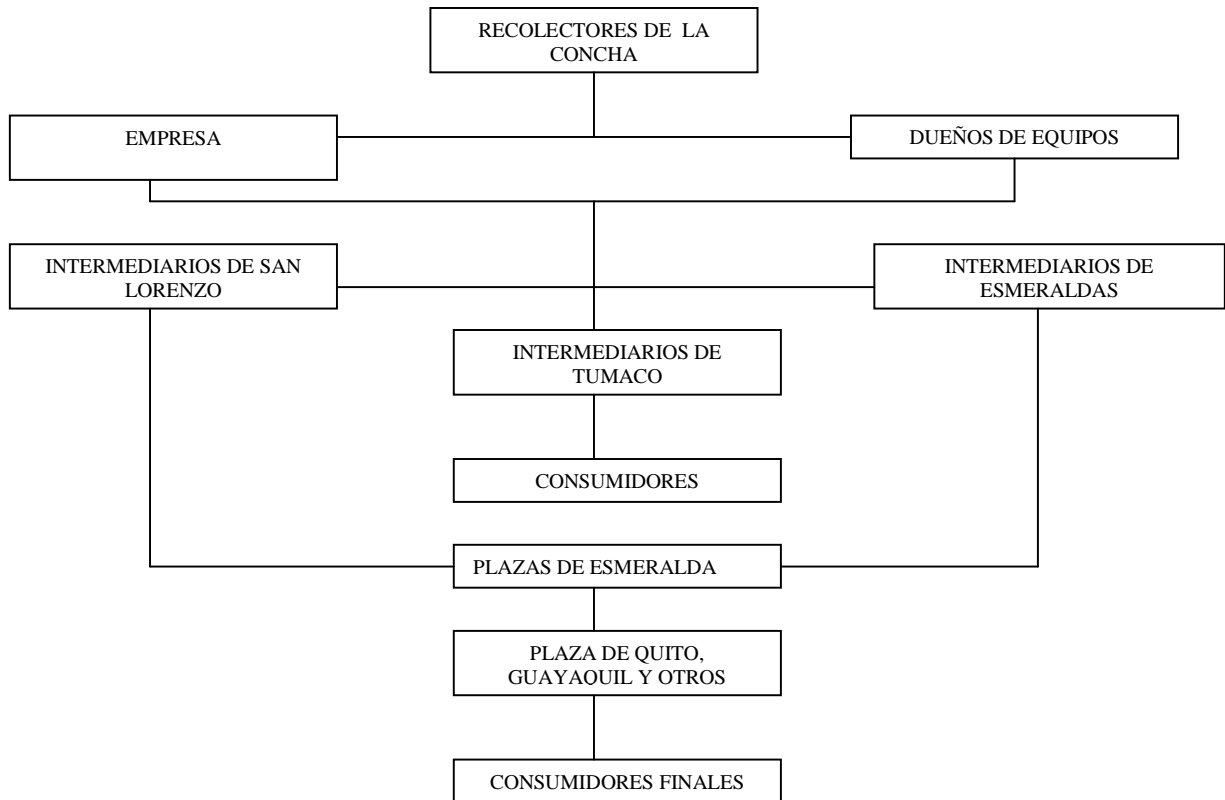 RECOLECTORES DE LA
CONCHA
EMPRESA
DUEÑOS DE EQUIPOS
INTERMEDIARIOS DE SAN
LORENZO
INTERMEDIARIOS DE
ESMERALDAS
INTERMEDIARIOS DE
TUMACO
CONSUMIDORES
PLAZAS DE ESMERALDA
PLAZA DE QUITO,
GUAYAQUIL Y OTROS
CONSUMIDORES FINALES